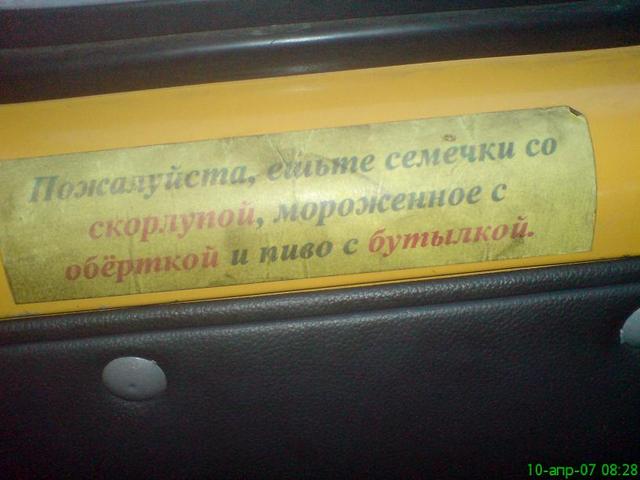 Пожалуйста, ешьте семечки со
скорлупой, мороженное с
обёрткой и пиво с бутылкой.
10-апр-07 08:28